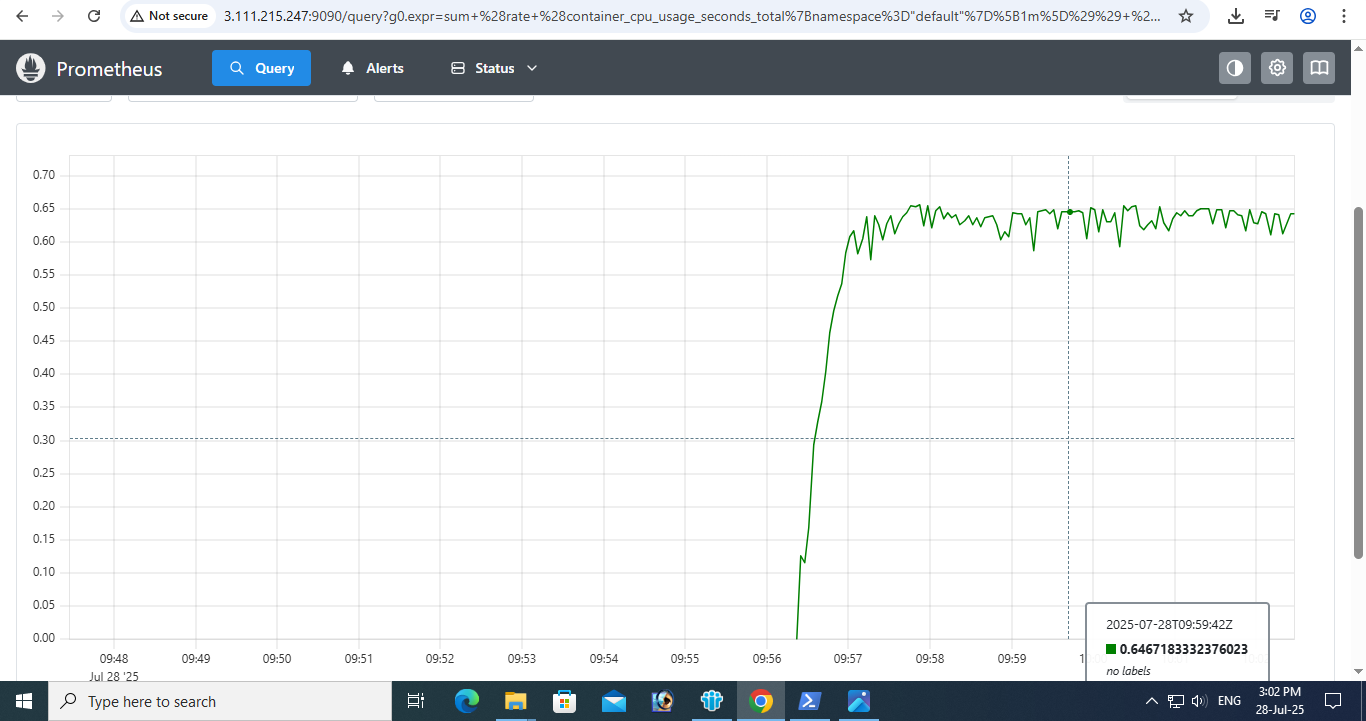 Not secure
3.111.215.247:9090/query?g0.expr=sum+%28rate+%28container_cpu_usage_seconds_total%7Bnamespace%3D"default"%7D%5B1m%5D%29%29+%2...
Prometheus
Query
Alerts
Status
0.70
0.65
0.60
0.55
0.50
0.45
0.40
0.35
0.30
0.25
0.20
0.15
0.10
0.05
0.00
09:48 09:49 09:50 09:51 09:52 09:53 09:54 09:55 09:56 09:57 09:58 09:59
Jul 28 '25
2025-07-28T09:59:42Z
0.6467183332376023
no labels
Type here to search
ENG
3:02 PM
28-Jul-25